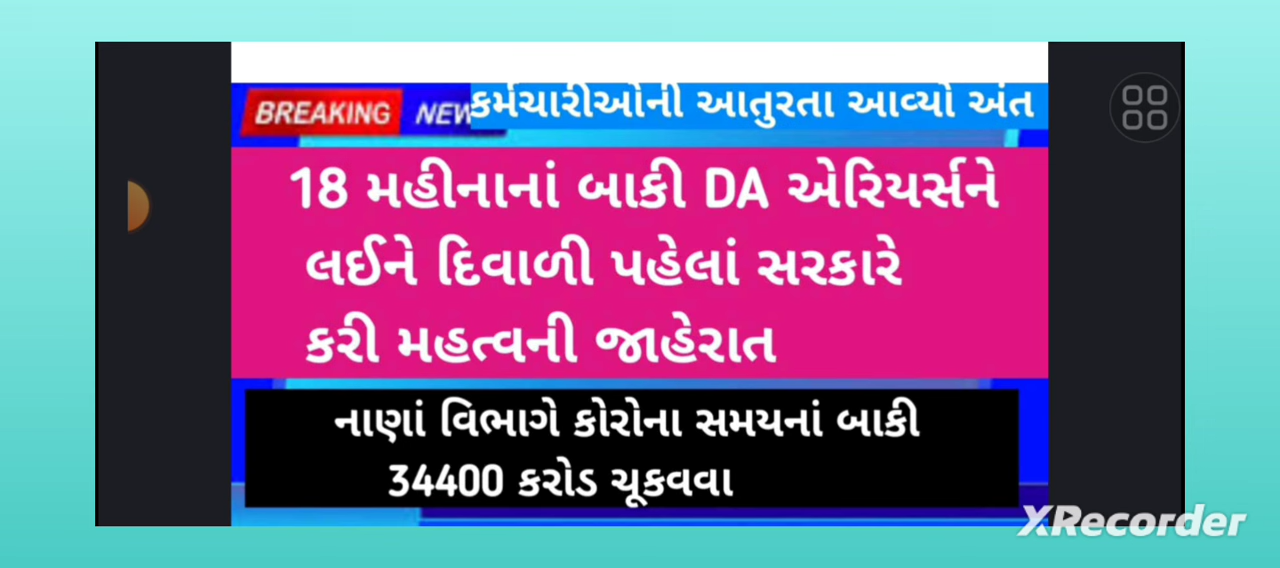 BREAKING NEW કર્મચારીઓની આતુરતા આવ્યો અંત
18 મહીનાનાં બાકી DA એરિયર્સને
લઈને દિવાળી પહેલાં સરકારે
કરી મહત્વની જાહેરાત
નાણાં વિભાગે કોરોના સમયનાં બાકી
34400 કરોડ ચૂકવવા
XRecorder